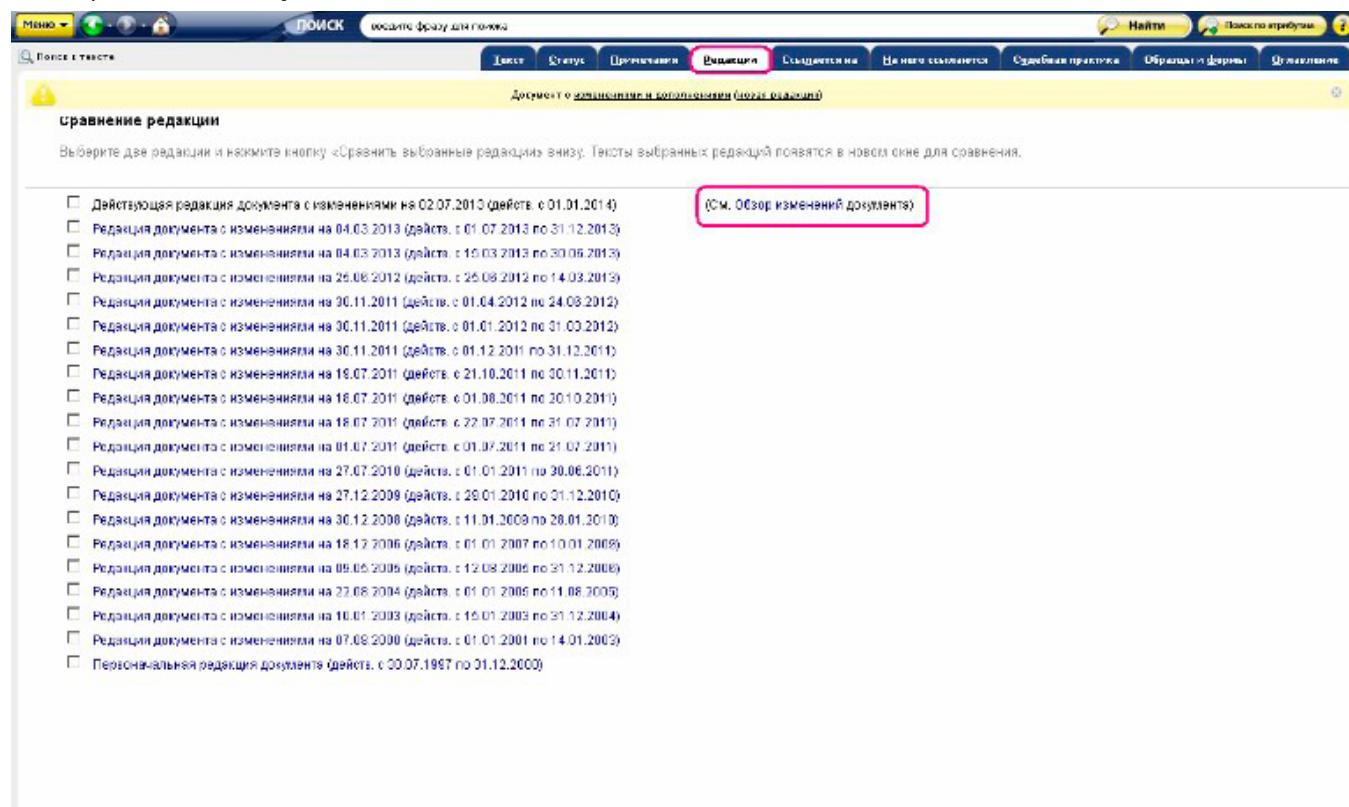 Меню
ПОИСК введите фразу для поиска Найти Поиск по атрибутам ?
Поиск в тексте
Текст Статус Примечания Редакции Ссылается на На него ссылаются Судебная практика Образцы и формы Оглавление
Документ с изменениями и дополнениями (новая редакция)
Сравнение редакции
Выберите две редакции и нажмите кнопку «Сравнить выбранные редакции» внизу. Тексты выбранных редакций появятся в новом окне для сравнения.
Действующая редакция документа с изменениями на 02.07.2013 (действ. с 01.01.2014) (См. Обзор изменений документа)
Редакция документа с изменениями на 04.03.2013 (действ. с 01.07.2013 по 31.12.2013)
Редакция документа с изменениями на 04.03.2013 (действ. с 15.03.2013 по 30.06.2013)
Редакция документа с изменениями на 25.06.2012 (действ. с 25.06.2012 по 14.03.2013)
Редакция документа с изменениями на 30.11.2011 (действ. с 01.04.2012 по 24.06.2012)
Редакция документа с изменениями на 30.11.2011 (действ. с 01.01.2012 по 31.03.2012)
Редакция документа с изменениями на 30.11.2011 (действ. с 01.12.2011 по 31.12.2011)
Редакция документа с изменениями на 19.07.2011 (действ. с 21.10.2011 по 30.11.2011)
Редакция документа с изменениями на 18.07.2011 (действ. с 01.08.2011 по 20.10.2011)
Редакция документа с изменениями на 18.07.2011 (действ. с 22.07.2011 по 31.07.2011)
Редакция документа с изменениями на 01.07.2011 (действ. с 01.07.2011 по 21.07.2011)
Редакция документа с изменениями на 27.07.2010 (действ. с 01.01.2011 по 30.06.2011)
Редакция документа с изменениями на 27.12.2009 (действ. с 29.01.2010 по 31.12.2010)
Редакция документа с изменениями на 30.12.2008 (действ. с 11.01.2009 по 28.01.2010)
Редакция документа с изменениями на 18.12.2006 (действ. с 01.01.2007 по 10.01.2009)
Редакция документа с изменениями на 09.05.2005 (действ. с 12.08.2005 по 31.12.2006)
Редакция документа с изменениями на 22.08.2004 (действ. с 01.01.2005 по 11.08.2005)
Редакция документа с изменениями на 10.01.2003 (действ. с 15.01.2003 по 31.12.2004)
Редакция документа с изменениями на 07.08.2000 (действ. с 01.01.2001 по 14.01.2003)
Первоначальная редакция документа (действ. с 30.07.1997 по 31.12.2000)